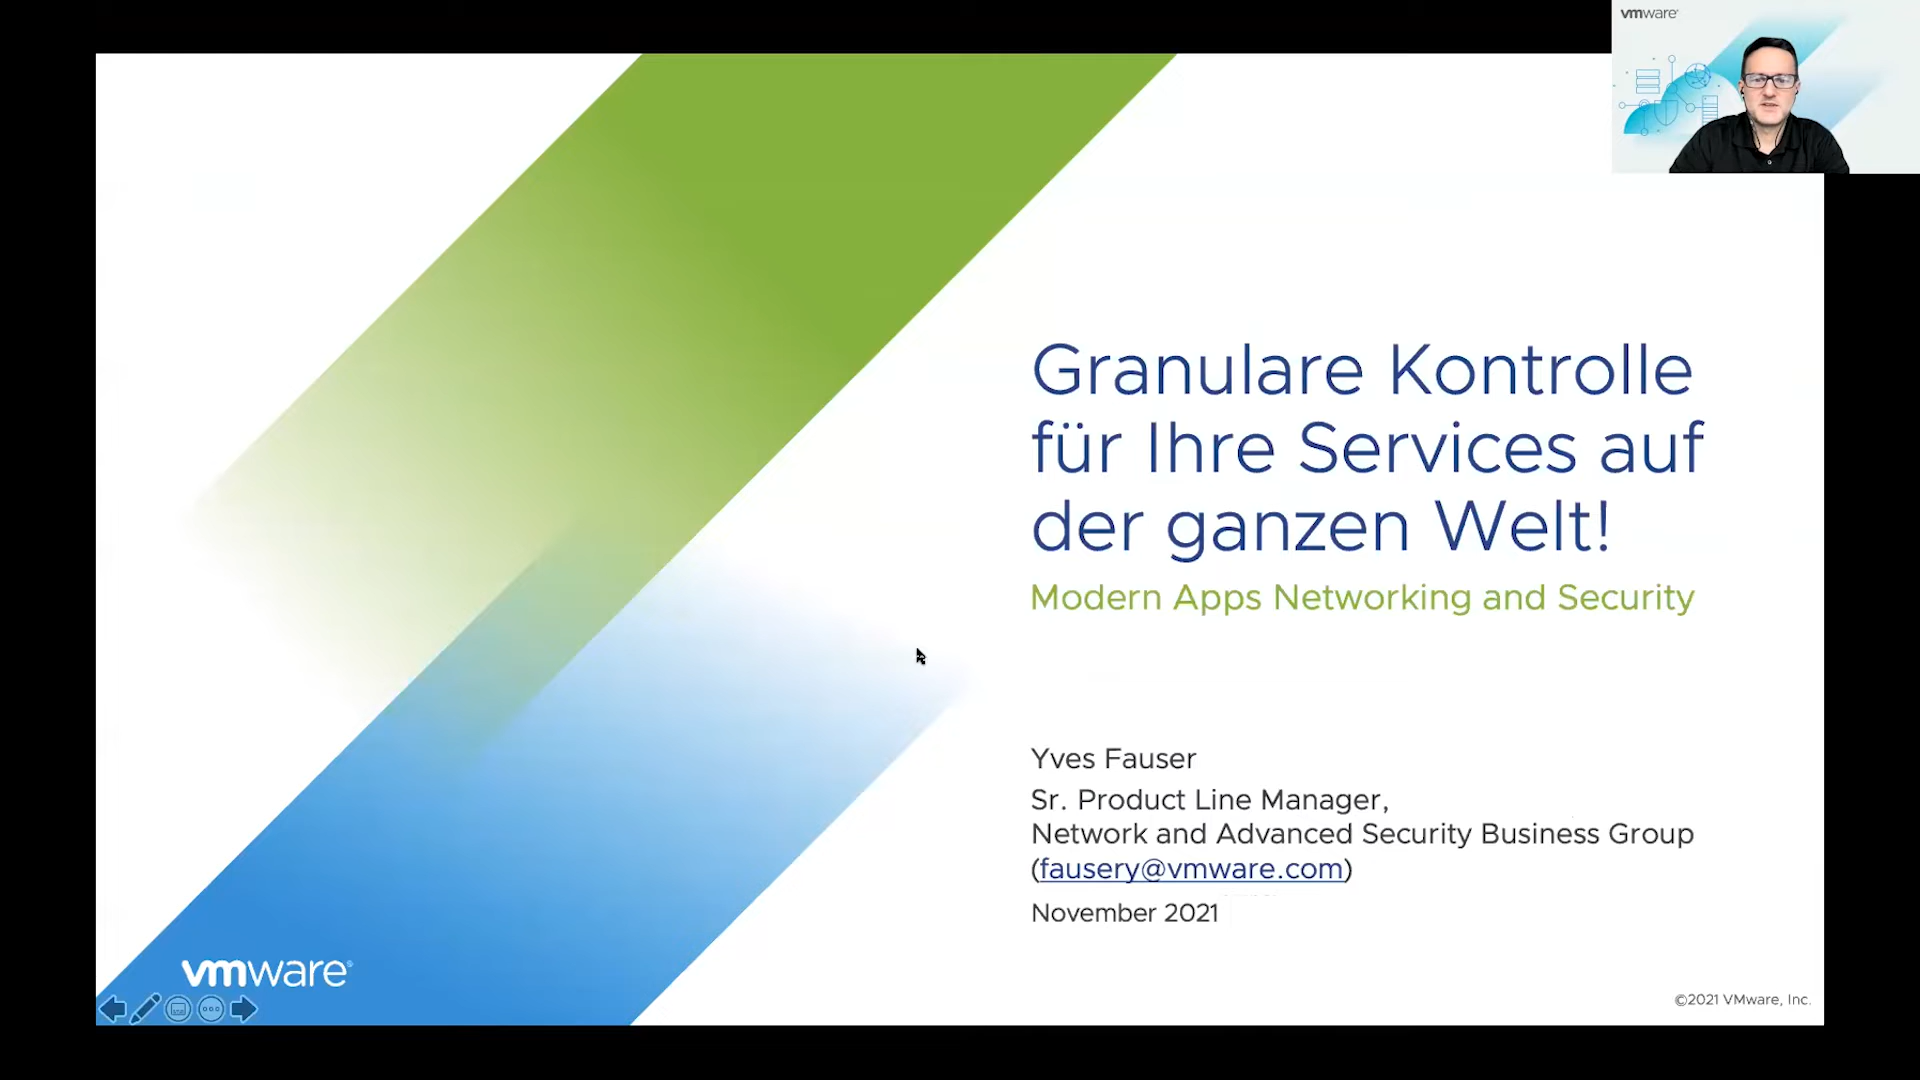 vmware
Granulare Kontrolle
für Ihre Services auf
der ganzen Welt!
Modern Apps Networking and Security
Yves Fauser
Sr. Product Line Manager,
Network and Advanced Security Business Group
(fausery@vmware.com)
November 2021
vmware®
©2021 VMware, Inc.